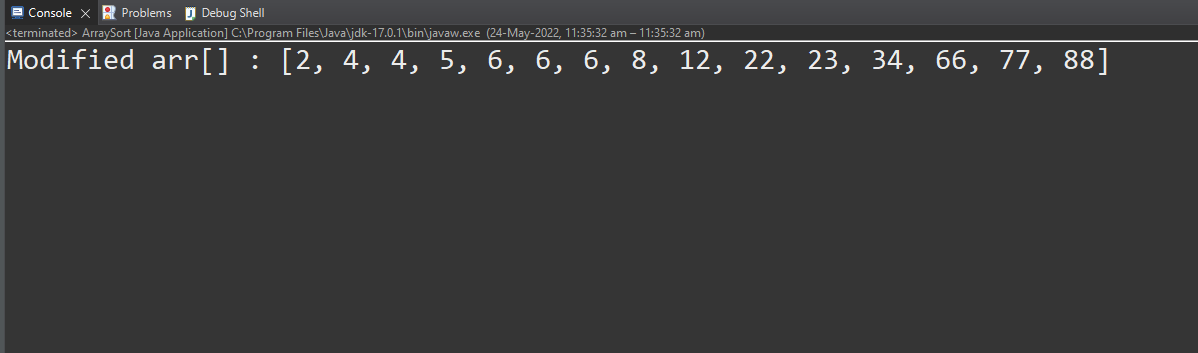 Console Problems Debug Shell
<terminated> ArraySort [Java Application] C:\Program Files\Java\jdk-17.0.1\bin\javaw.exe (24-May-2022, 11:35:32 am – 11:35:32 am)
Modified arr[] : [2, 4, 4, 5, 6, 6, 6, 8, 12, 22, 23, 34, 66, 77, 88]